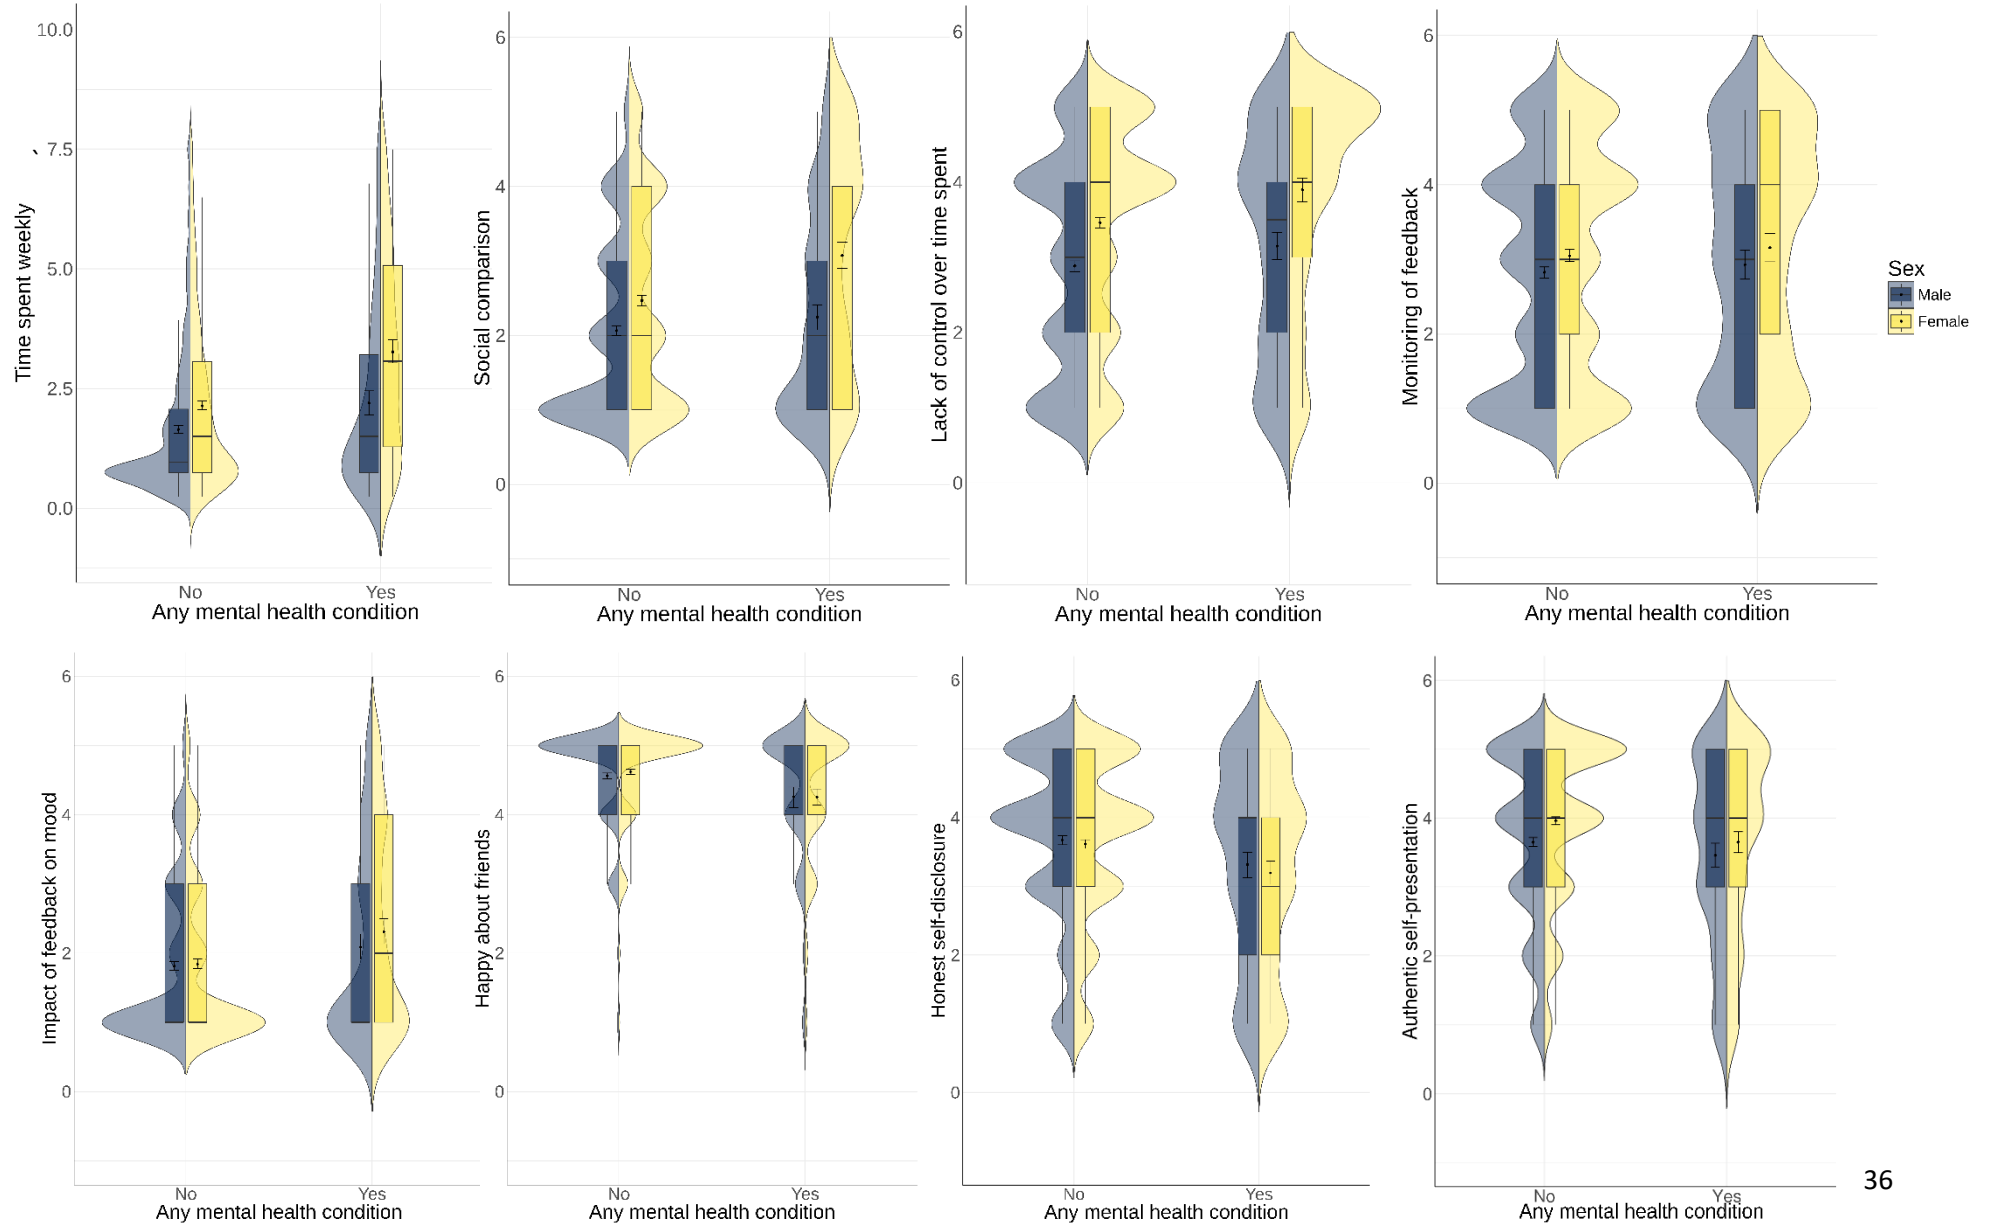 10.0
7.5
5.0
2.5
0.0
Time spent weekly
No
Yes
Any mental health condition
6
4
2
0
Social comparison
No
Yes
Any mental health condition
6
4
2
0
Lack of control over time spent
No
Yes
Any mental health condition
6
4
2
0
Monitoring of feedback
No
Yes
Any mental health condition
Sex
Male
Female
6
4
2
0
Impact of feedback on mood
No
Yes
Any mental health condition
6
4
2
0
Happy about friends
No
Yes
Any mental health condition
6
4
2
0
Honest self-disclosure
No
Yes
Any mental health condition
6
4
2
0
Authentic self-presentation
No
Yes
Any mental health condition
36